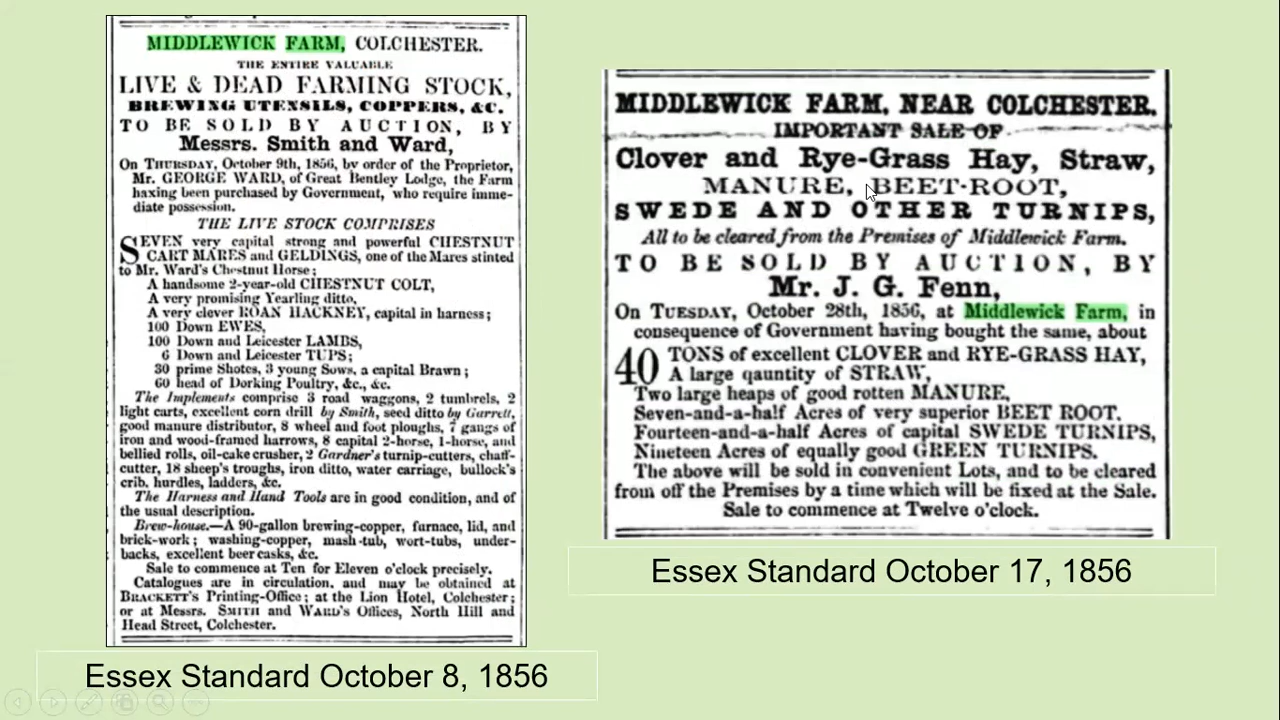 MIDDLEWICK FARM, COLCHESTER.
THE ENTIRE VALUABLE
LIVE & DEAD FARMING STOCK,
BREWING UTENSILS, COPPERS, &C.
TO BE SOLD BY AUCTION, BY
Messrs. Smith and Ward,
On THURSDAY, October 9th, 1856, by order of the Proprietor,
Mr. GEORGE WARD, of Great Bentley Lodge, the Farm
haxing been purchased by Government, who require imme-
diate possession.
THE LIVE STOCK COMPRISES
SEVEN very capital strong and powerful CHESTNUT
CART MARES and GELDINGS, one of the Mares stinted
to Mr. Ward's Chestnut Horse;
A handsome 2-year-old CHESTNUT COLT,
A very promising Yearling ditto,
A very clever ROAN HACKNEY, capital in harness;
100 Down EWES,
100 Down and Leicester LAMBS,
6 Down and Leicester TUPS;
30 prime Shotes, 3 young Sows, a capital Brawn;
60 head of Dorking Poultry, &c., &c.
The Implements comprise 3 road waggons, 2 tumbrels, 2
light carts, excellent corn drill by Smith, seed ditto by Garrett,
good manure distributor, 8 wheel and foot ploughs, 7 gangs of
iron and wood-framed harrows, 8 capital 2-horse, 1-horse, and
bellied rolls, oil-cake crusher, 2 Gardner's turnip-cutters, chaff-
cutter, 18 sheep's troughs, iron ditto, water carriage, bullock's
crib, hurdles, ladders, &c.
The Harness and Hand Tools are in good condition, and of
the usual description.
Brew-house.—A 90-gallon brewing-copper, furnace, lid, and
brick-work; washing-copper, mash-tub, wort-tubs, under-
backs, excellent beer casks, &c.
Sale to commence at Ten for Eleven o'clock precisely.
Catalogues are in circulation, and may be obtained at
BRACKETT'S Printing-Office; at the Lion Hotel, Colchester;
or at Messrs. SMITH and WARD'S Offices, North Hill and
Head Street, Colchester.
Essex Standard October 8, 1856
MIDDLEWICK FARM, NEAR COLCHESTER.
IMPORTANT SALE OF
Clover and Rye-Grass Hay, Straw,
MANURE, BEET-ROOT,
SWEDE AND OTHER TURNIPS,
All to be cleared from the Premises of Middlewick Farm.
TO BE SOLD BY AUCTION, BY
Mr. J. G. Fenn,
On TUESDAY, October 28th, 1856, at Middlewick Farm, in
consequence of Government having bought the same, about
40 TONS of excellent CLOVER and RYE-GRASS HAY,
A large qauntity of STRAW,
Two large heaps of good rotten MANURE,
Seven-and-a-half Acres of very superior BEET ROOT.
Fourteen-and-a-half Acres of capital SWEDE TURNIPS,
Nineteen Acres of equally good GREEN TURNIPS.
The above will be sold in convenient Lots, and to be cleared
from off the Premises by a time which will be fixed at the Sale.
Sale to commence at Twelve o'clock.
Essex Standard October 17, 1856